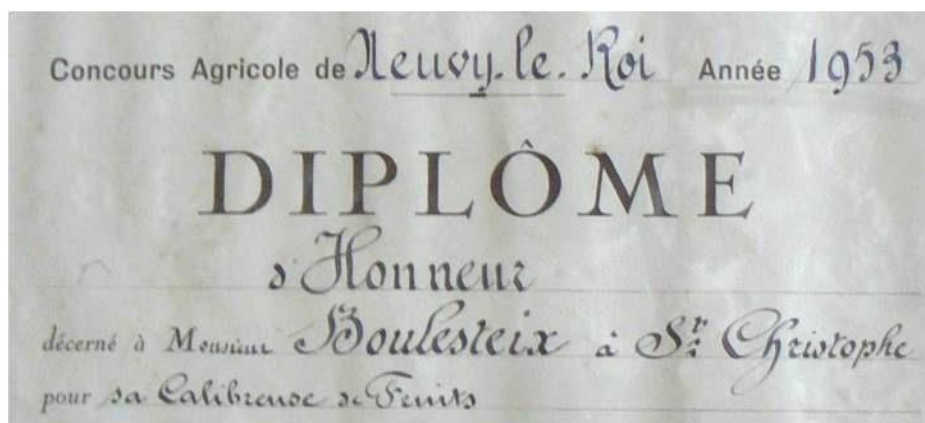 Concours Agricole de Neuvy-le-Roi Année 1953
DIPLÔME
d'Honneur
décerné à Monsieur Boulesteix à St Christophe
pour sa Calibreuse de Fruits